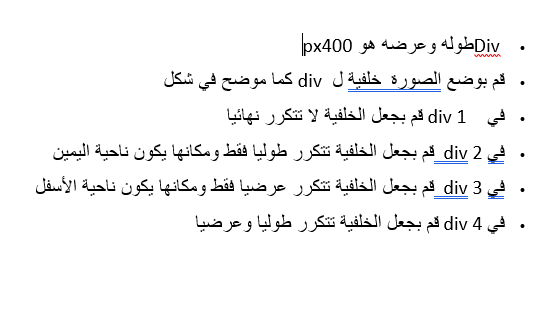 • Divطوله وعرضه هو px400
• قم بوضع الصورة خلفية ل div كما موضح في شكل
• في div 1 قم بجعل الخلفية لا تتكرر نهائيا
• في div 2 قم بجعل الخلفية تتكرر طوليا فقط ومكانها يكون ناحية اليمين
• في div 3 قم بجعل الخلفية تتكرر عرضيا فقط ومكانها يكون ناحية الأسفل
• في div 4 قم بجعل الخلفية تتكرر طوليا وعرضيا